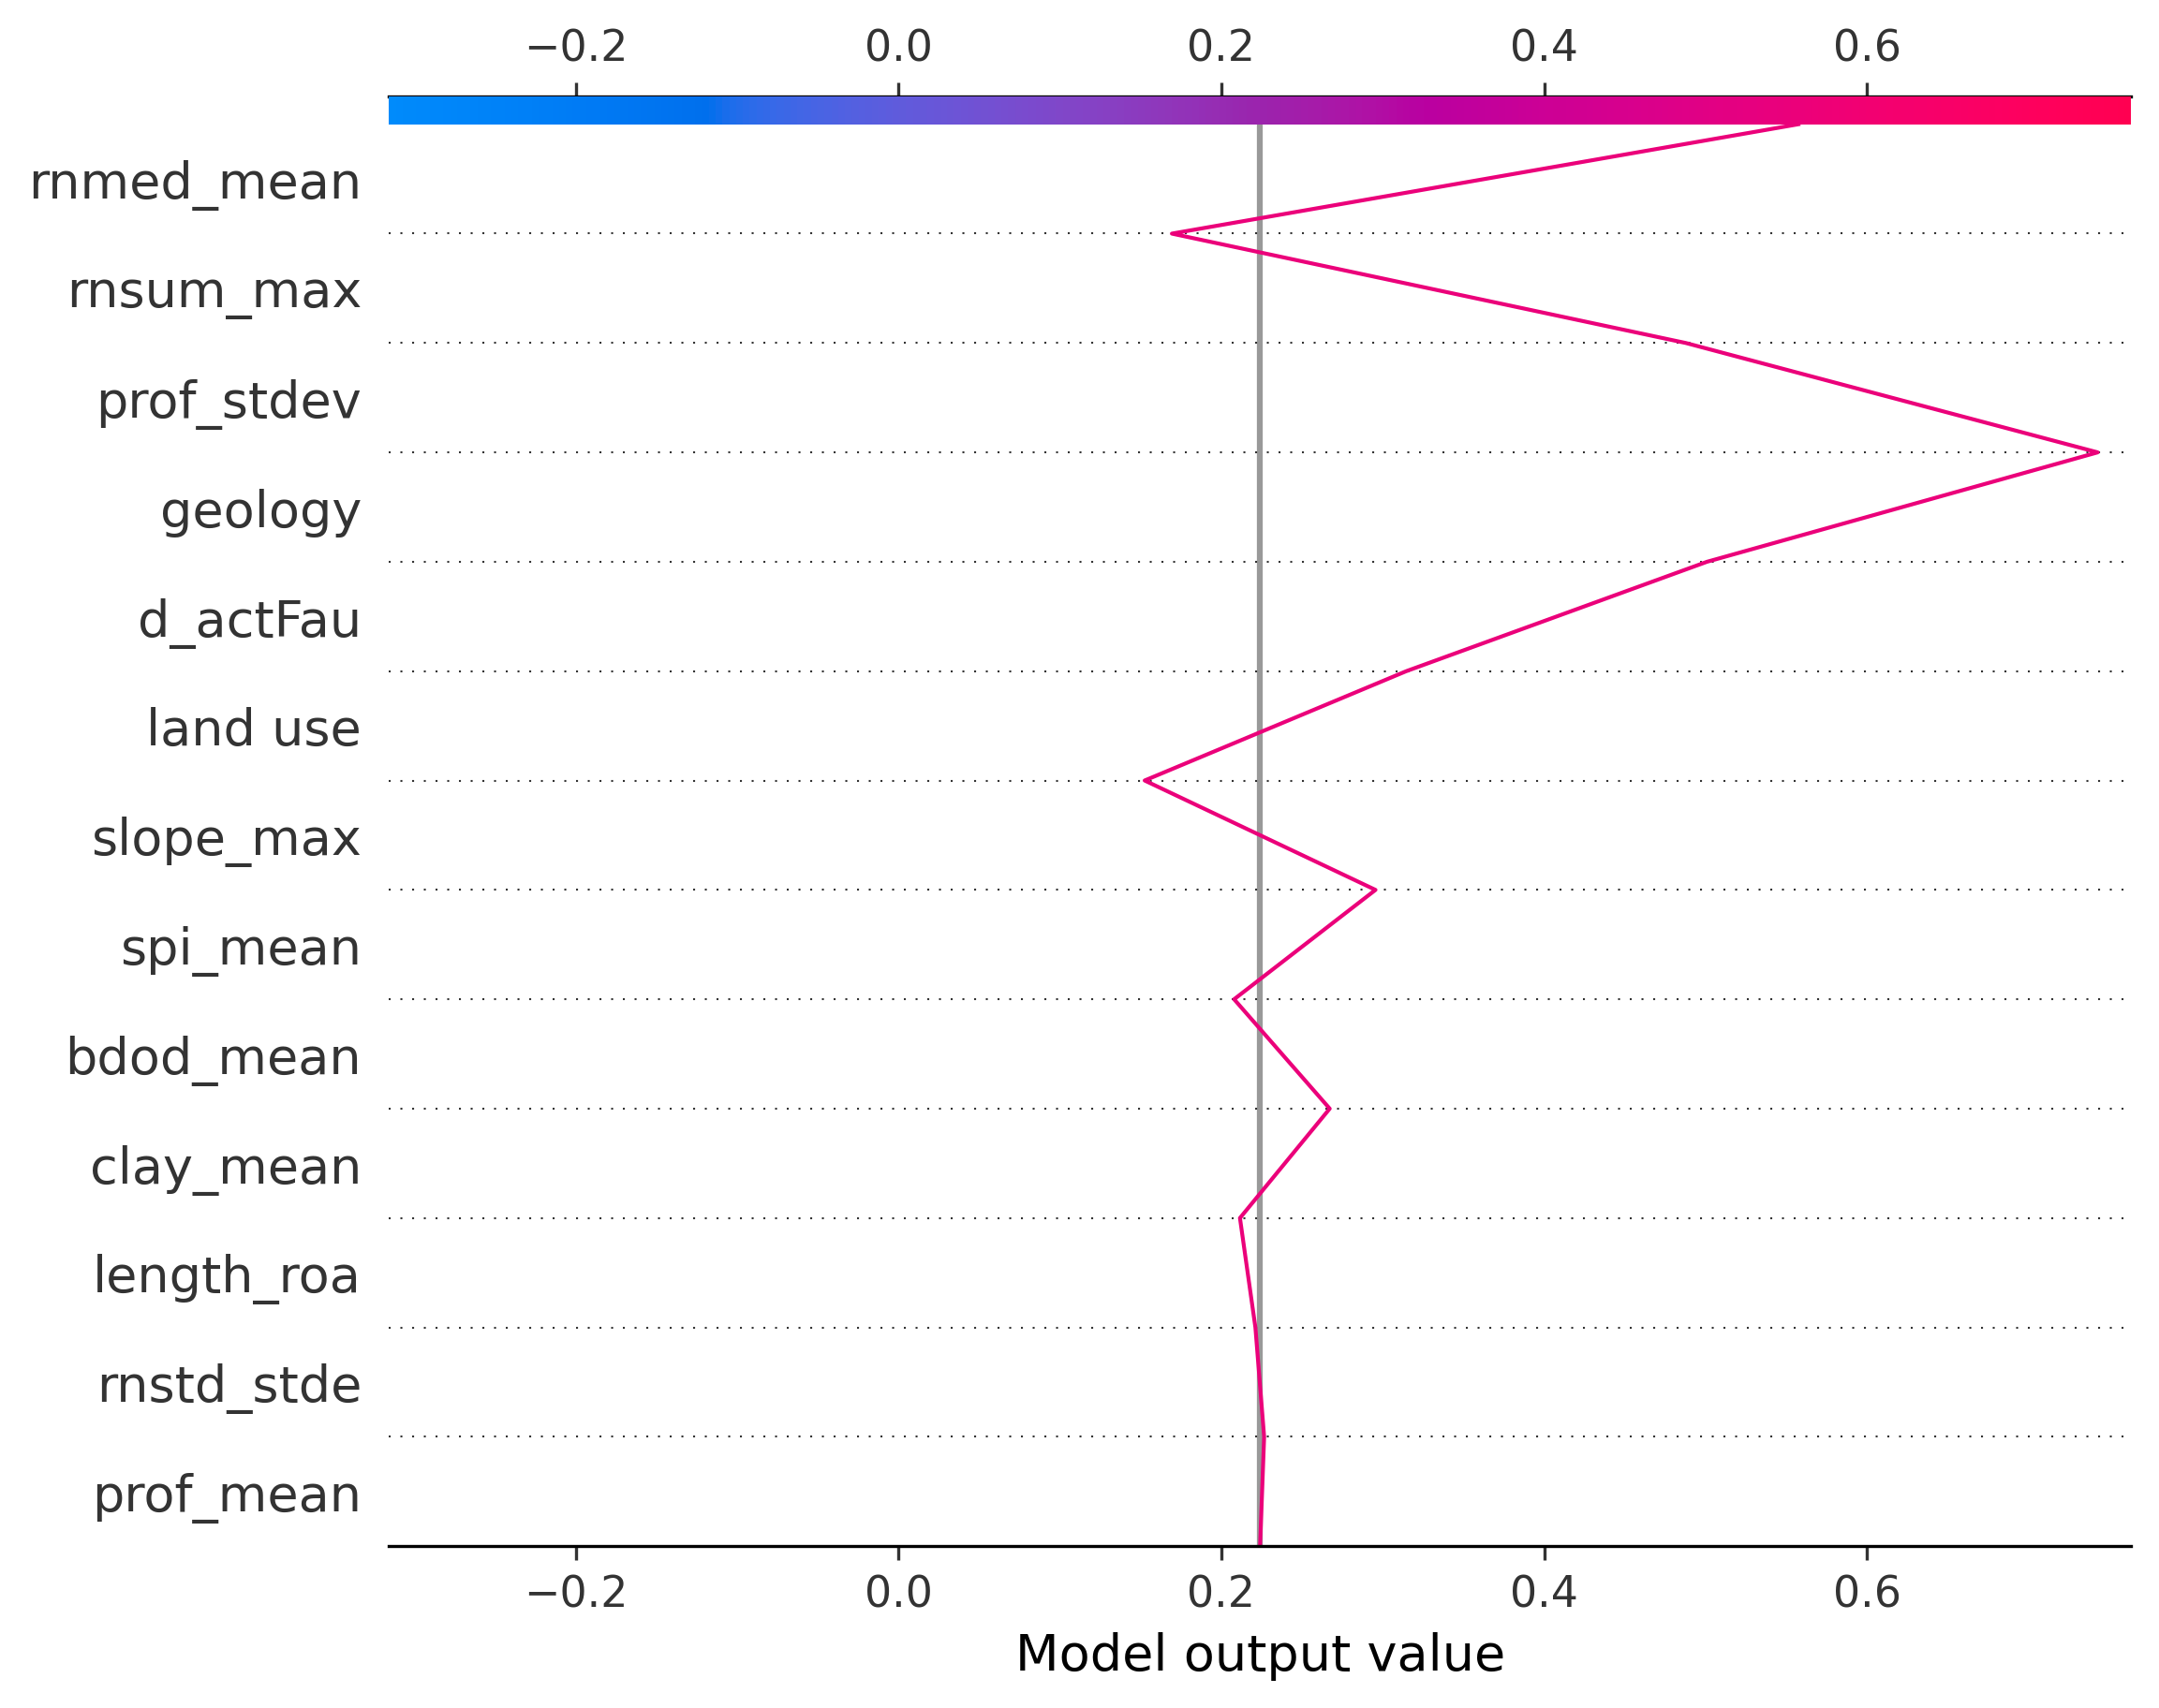 −0.2 0.0 0.2 0.4 0.6
rnmed_mean
rnsum_max
prof_stdev
geology
d_actFau
land use
slope_max
spi_mean
bdod_mean
clay_mean
length_roa
rnstd_stde
prof_mean
−0.2 0.0 0.2 0.4 0.6
Model output value